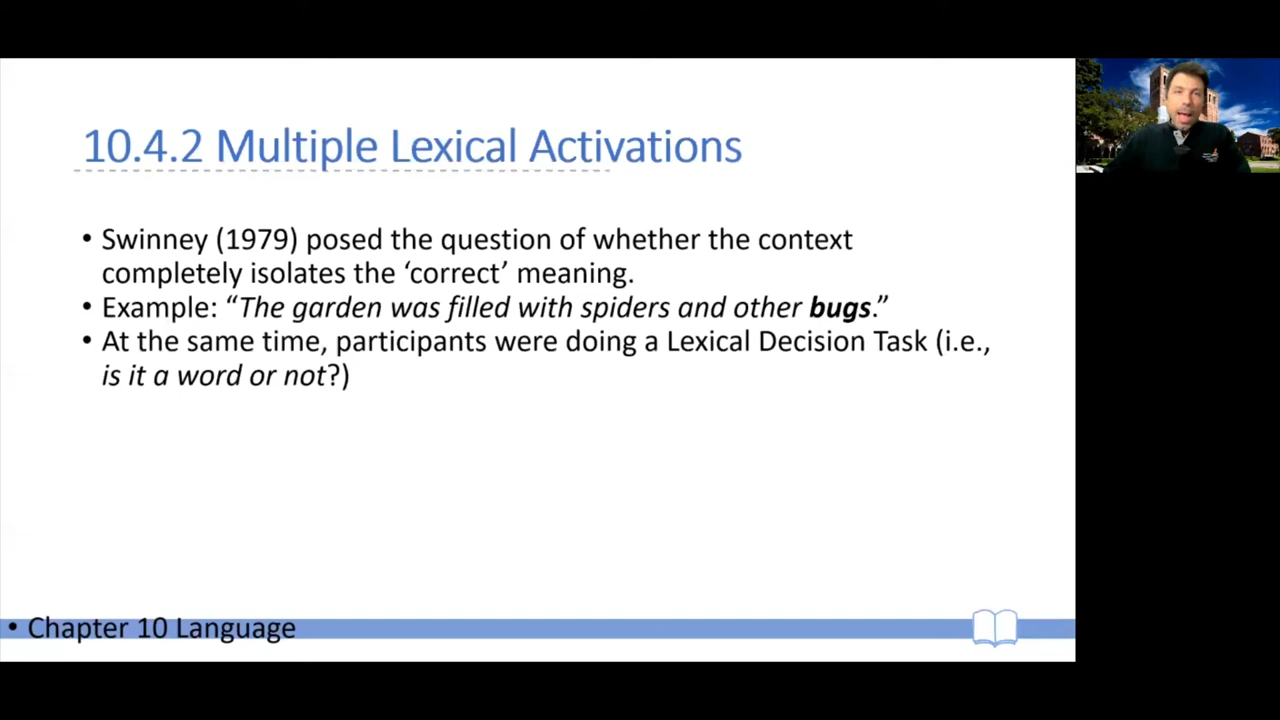 10.4.2 Multiple Lexical Activations
• Swinney (1979) posed the question of whether the context
completely isolates the ‘correct’ meaning.
• Example: “The garden was filled with spiders and other bugs.”
• At the same time, participants were doing a Lexical Decision Task (i.e.,
is it a word or not?)
• Chapter 10 Language